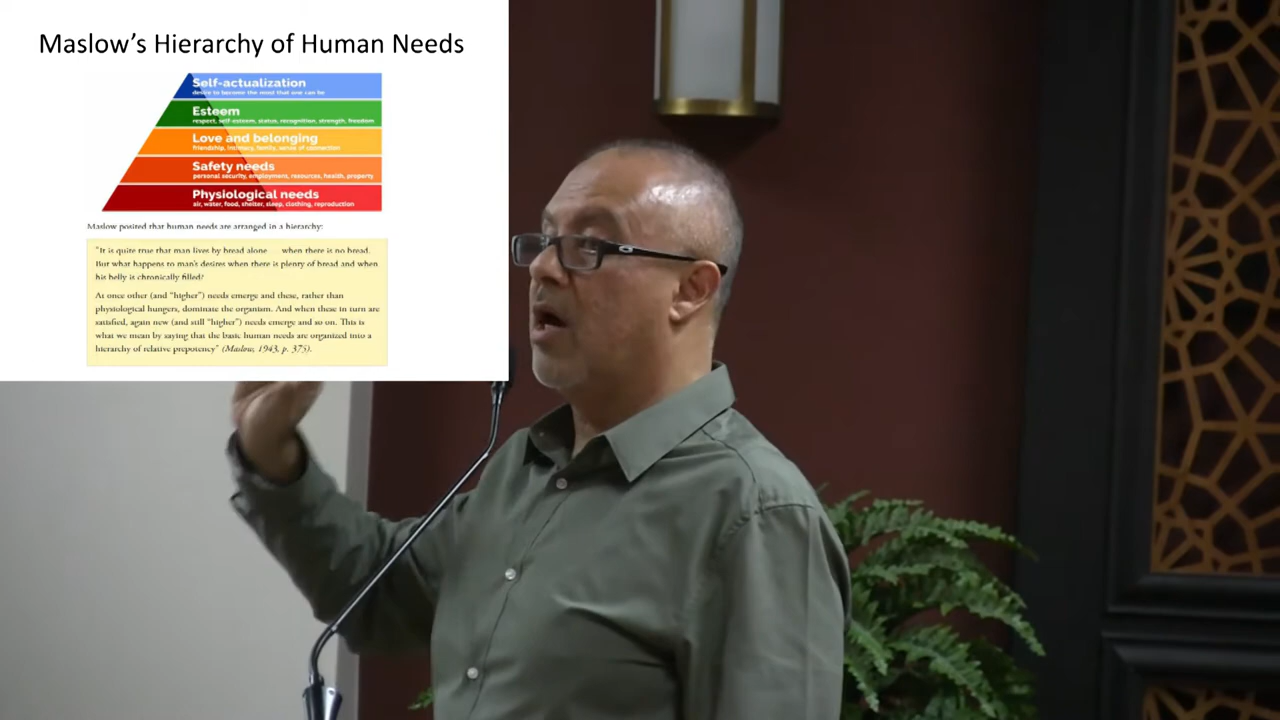 Maslow's Hierarchy of Human Needs
Self-actualization
desire to become the most that one can be
Esteem
respect, self-esteem, status, recognition, strength, freedom
Love and belonging
friendship, intimacy, family, sense of connection
Safety needs
personal security, employment, resources, health, property
Physiological needs
air, water, food, shelter, sleep, clothing, reproduction
Maslow posited that human needs are arranged in a hierarchy:
"It is quite true that man lives by bread alone — when there is no bread.
But what happens to man's desires when there is plenty of bread and when
his belly is chronically filled?
At once other (and "higher") needs emerge and these, rather than
physiological hungers, dominate the organism. And when these in turn are
satisfied, again new (and still "higher") needs emerge and so on. This is
what we mean by saying that the basic human needs are organized into a
hierarchy of relative prepotency" (Maslow, 1943, p. 375).